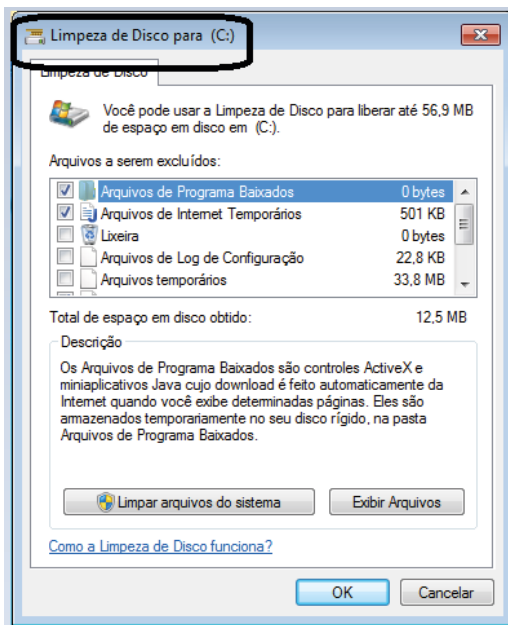 Limpeza de Disco para (C:)
Limpeza de Disco
Você pode usar a Limpeza de Disco para liberar até 56,9 MB
de espaço em disco em (C:).
Arquivos a serem excluídos:
Arquivos de Programa Baixados 0 bytes
Arquivos de Internet Temporários 501 KB
Lixeira 0 bytes
Arquivos de Log de Configuração 22,8 KB
Arquivos temporários 33,8 MB
Total de espaço em disco obtido: 12,5 MB
Descrição
Os Arquivos de Programa Baixados são controles ActiveX e
miniaplicativos Java cujo download é feito automaticamente da
Internet quando você exibe determinadas páginas. Eles são
armazenados temporariamente no seu disco rígido, na pasta
Arquivos de Programa Baixados.
Limpar arquivos do sistema Exibir Arquivos
Como a Limpeza de Disco funciona?
OK Cancelar